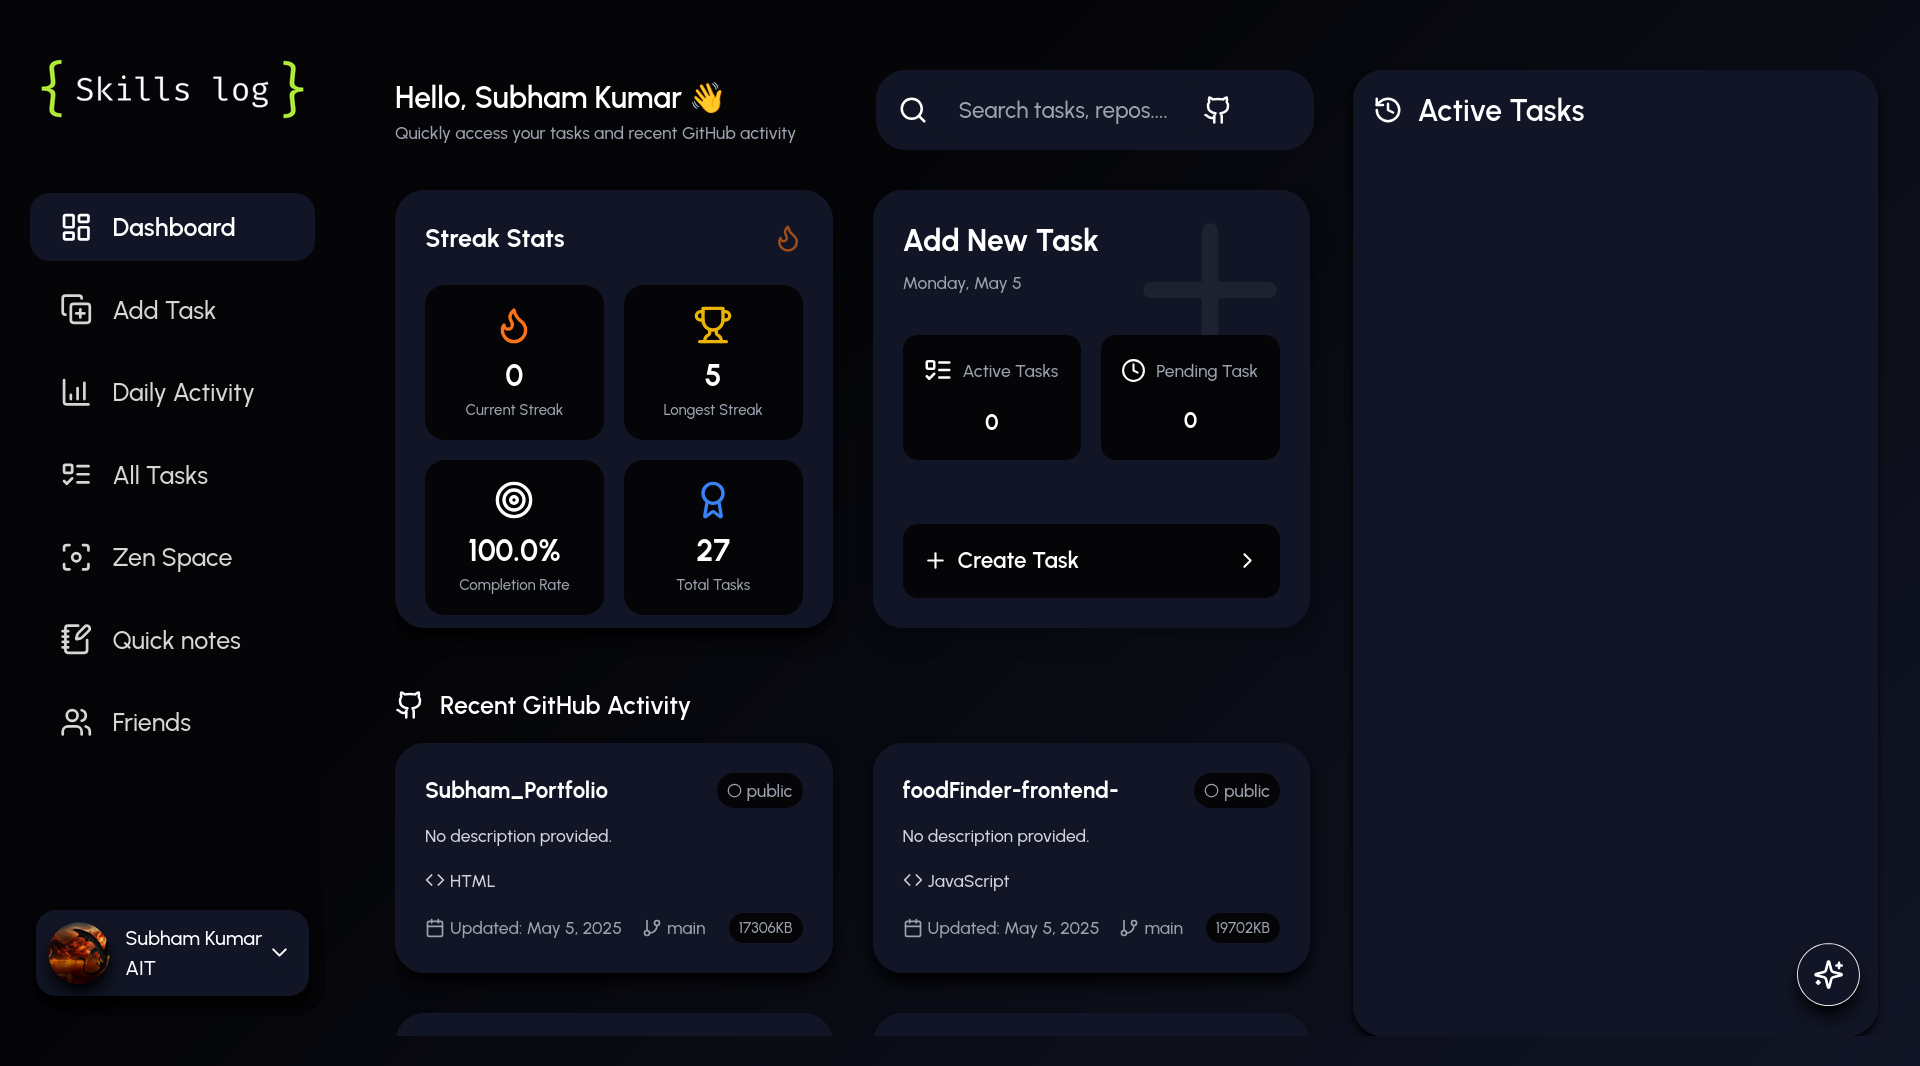 { Skills log }
Dashboard
Add Task
Daily Activity
All Tasks
Zen Space
Quick notes
Friends
Subham Kumar
AIT
Hello, Subham Kumar 👋
Quickly access your tasks and recent GitHub activity
Search tasks, repos....
Streak Stats
0
Current Streak
5
Longest Streak
100.0%
Completion Rate
27
Total Tasks
Add New Task
Monday, May 5
Active Tasks
0
Pending Task
0
Create Task
Recent GitHub Activity
Subham_Portfolio
public
No description provided.
HTML
Updated: May 5, 2025
main
17306KB
foodFinder-frontend-
public
No description provided.
JavaScript
Updated: May 5, 2025
main
19702KB
Active Tasks